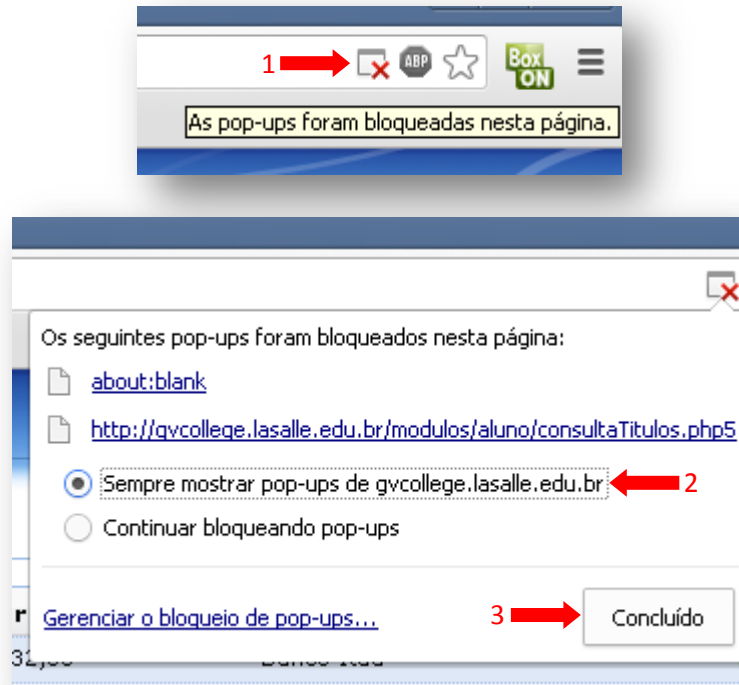 1
ABP
Box
ON
As pop-ups foram bloqueadas nesta página.
Os seguintes pop-ups foram bloqueados nesta página:
about:blank
http://gvcollege.lasalle.edu.br/modulos/aluno/consultaTitulos.php5
Sempre mostrar pop-ups de gvcollege.lasalle.edu.br 2
Continuar bloqueando pop-ups
r
Gerenciar o bloqueio de pop-ups... 3 Concluído